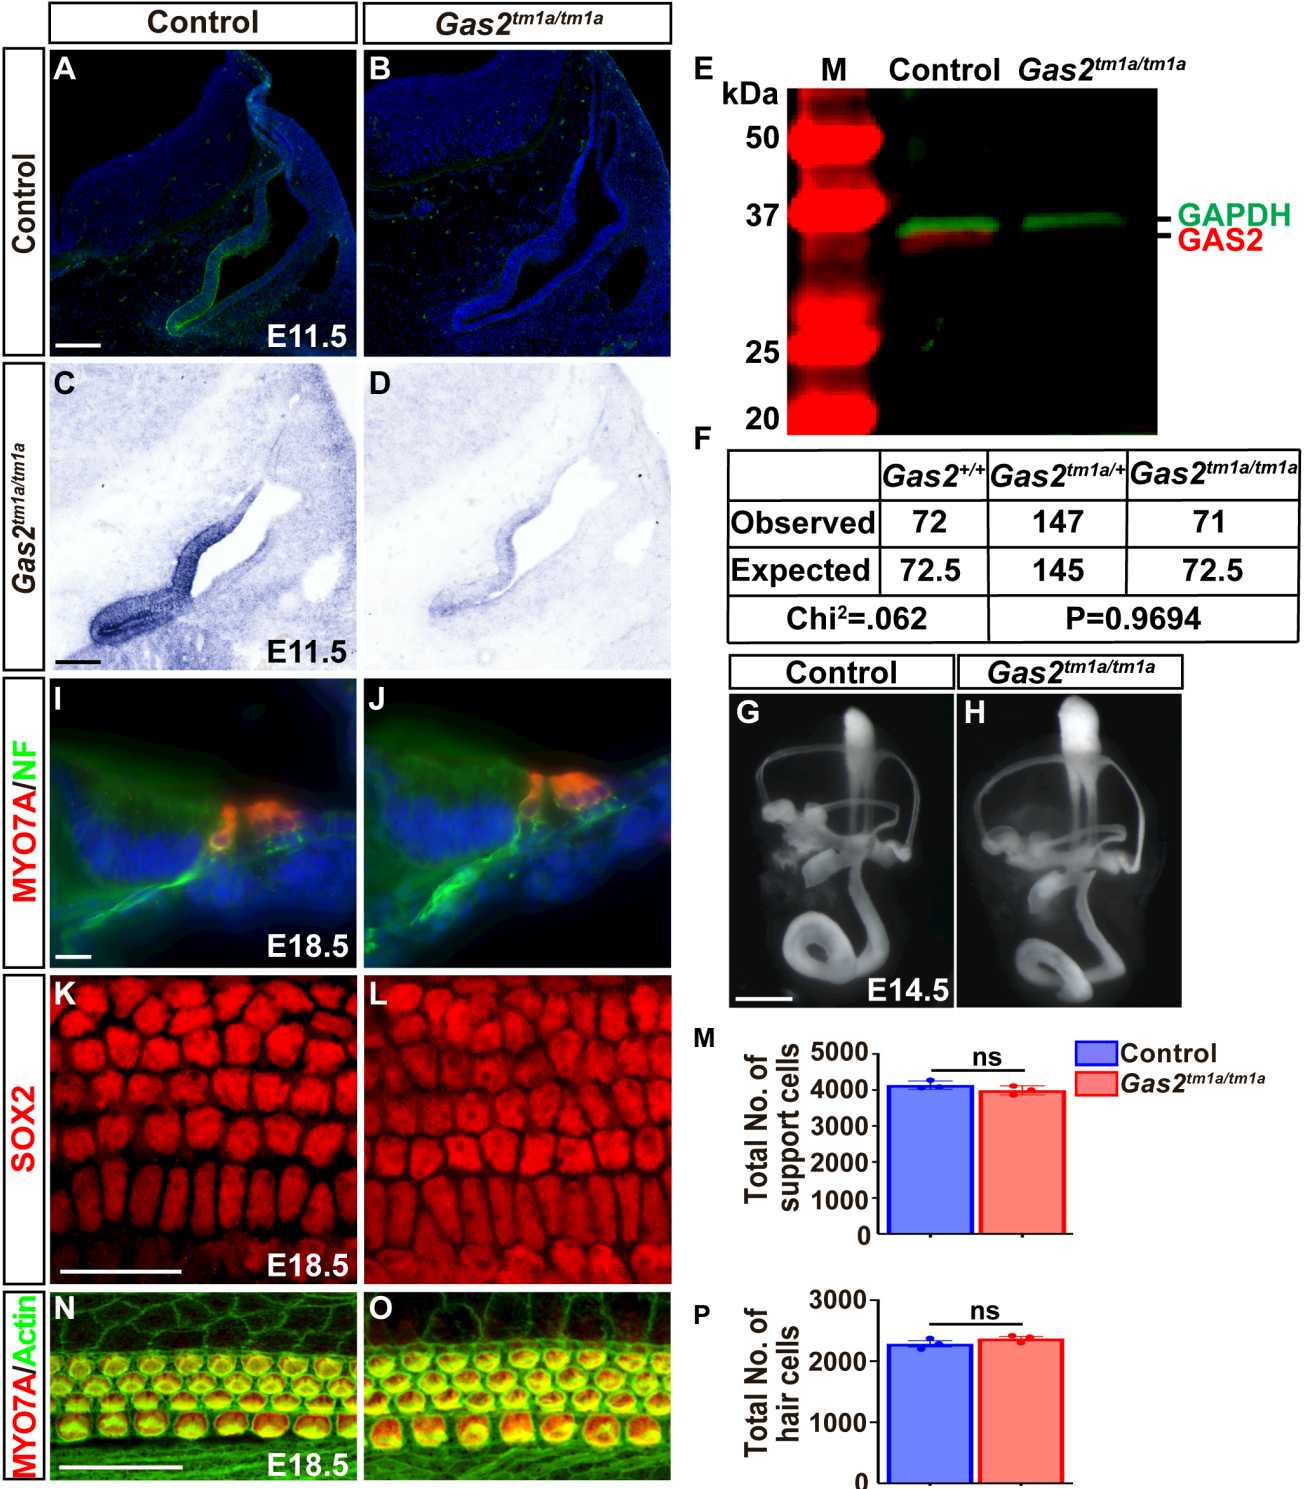 Control
Gas2tm1a/tm1a
Control
A
B
E11.5
Gas2tm1a/tm1a
C
D
E11.5
MYO7A/NF
I
J
E18.5
SOX2
K
L
E18.5
MYO7A/Actin
N
O
E18.5
E
M
Control
Gas2tm1a/tm1a
kDa
50
37
25
20
GAPDH
GAS2
F
Gas2+/+ Gas2tm1a/+ Gas2tm1a/tm1a
Observed 72 147 71
Expected 72.5 145 72.5
Chi2=.062 P=0.9694
Control
Gas2tm1a/tm1a
G
H
E14.5
M
Total No. of
support cells
5000
4000
3000
2000
1000
0
ns
Control
Gas2tm1a/tm1a
P
Total No. of
hair cells
3000
2000
1000
0
ns